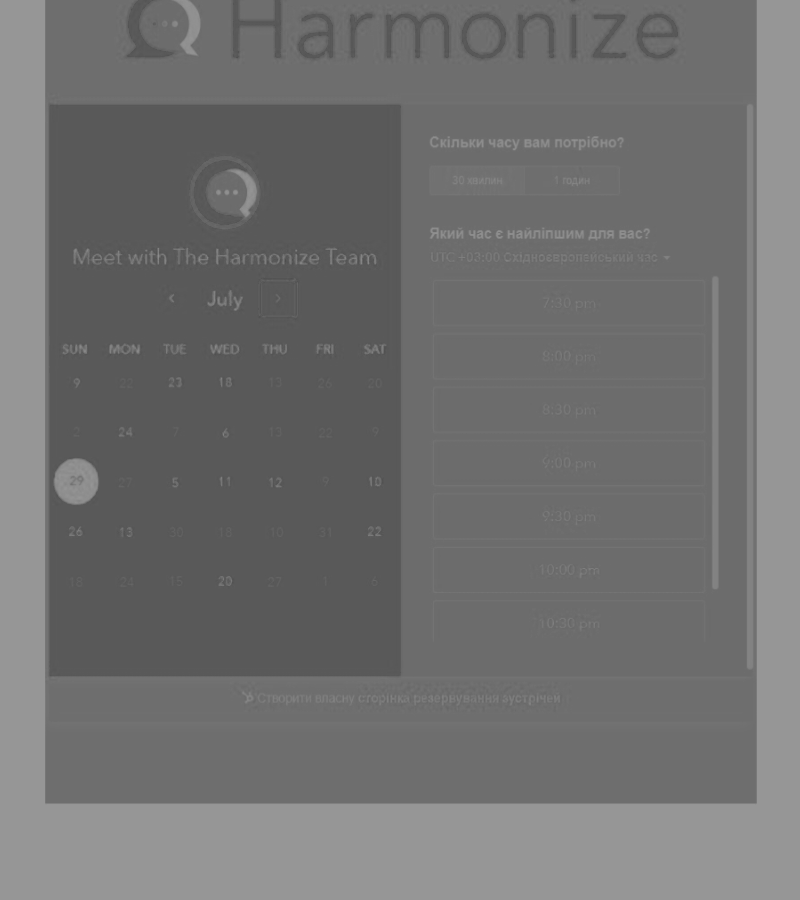 Harmonize
Meet with The Harmonize Team
‹ July ›
SUN MON TUE WED THU FRI SAT
9 22 23 18 13 26 20
2 24 7 6 13 22 9
29 27 5 11 12 9 10
26 13 30 18 10 31 22
18 24 15 20 27 1 6
Скільки часу вам потрібно?
30 хвилин 1 годин
Який час є найліпшим для вас?
UTC +03:00 Східноєвропейський час
7:30 pm
8:00 pm
8:30 pm
9:00 pm
9:30 pm
10:00 pm
10:30 pm
Створити власну сторінка резервування зустрічей